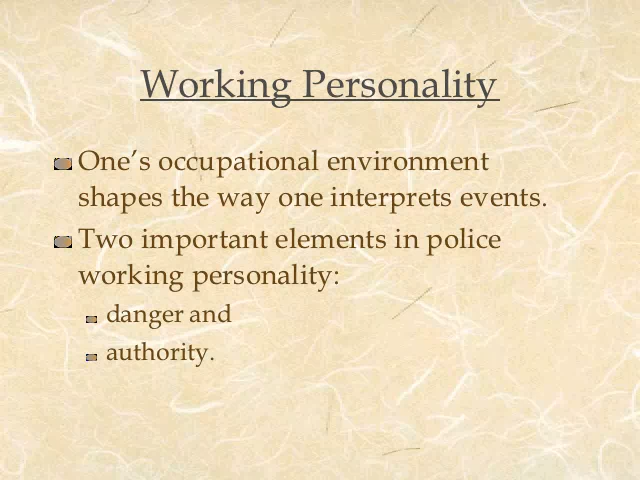 Working Personality
One’s occupational environment
shapes the way one interprets events.
Two important elements in police
working personality:
danger and
authority.